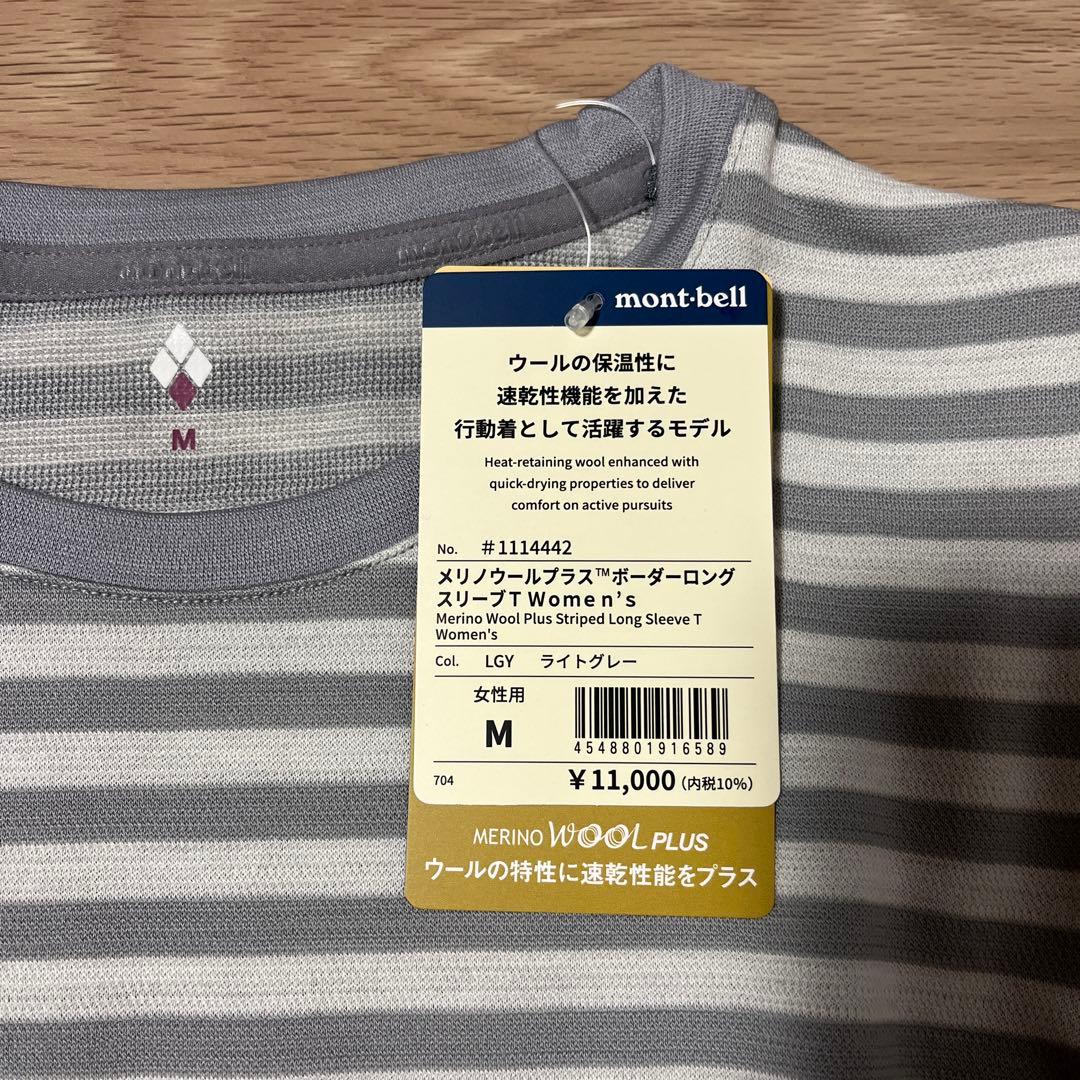 mont-bell
mont-bell
M
mont-bell
ウールの保温性に
速乾性機能を加えた
行動着として活躍するモデル
Heat-retaining wool enhanced with
quick-drying properties to deliver
comfort on active pursuits
No. #1114442
メリノウールプラス™ボーダーロング
スリーブT Women's
Merino Wool Plus Striped Long Sleeve T
Women's
Col. LGY ライトグレー
女性用
M
4548801916589
704
¥11,000(内税10%)
MERINO WOOL PLUS
ウールの特性に速乾性能をプラス